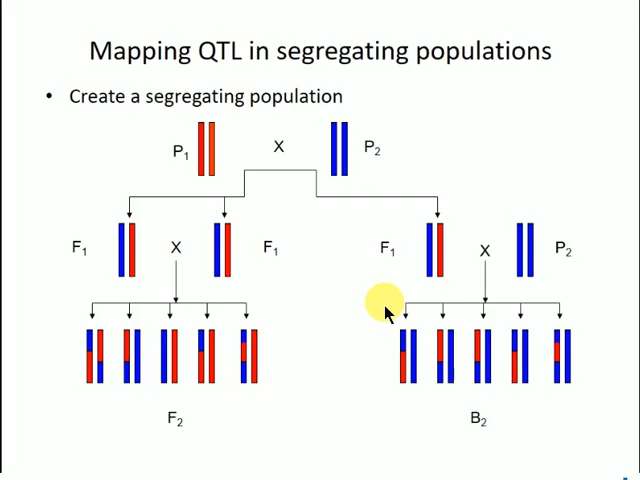 Mapping QTL in segregating populations
• Create a segregating population
P₁ X P₂
F₁ X F₁ F₁ X P₂
F₂ B₂